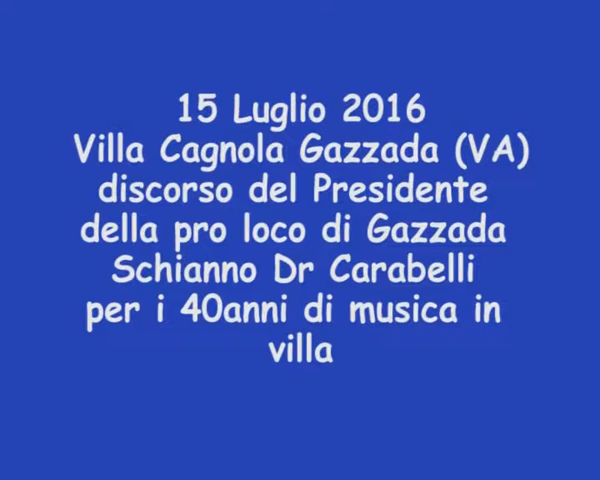 15 Luglio 2016
Villa Cagnola Gazzada (VA)
discorso del Presidente
della pro loco di Gazzada
Schianno Dr Carabelli
per i 40anni di musica in
villa